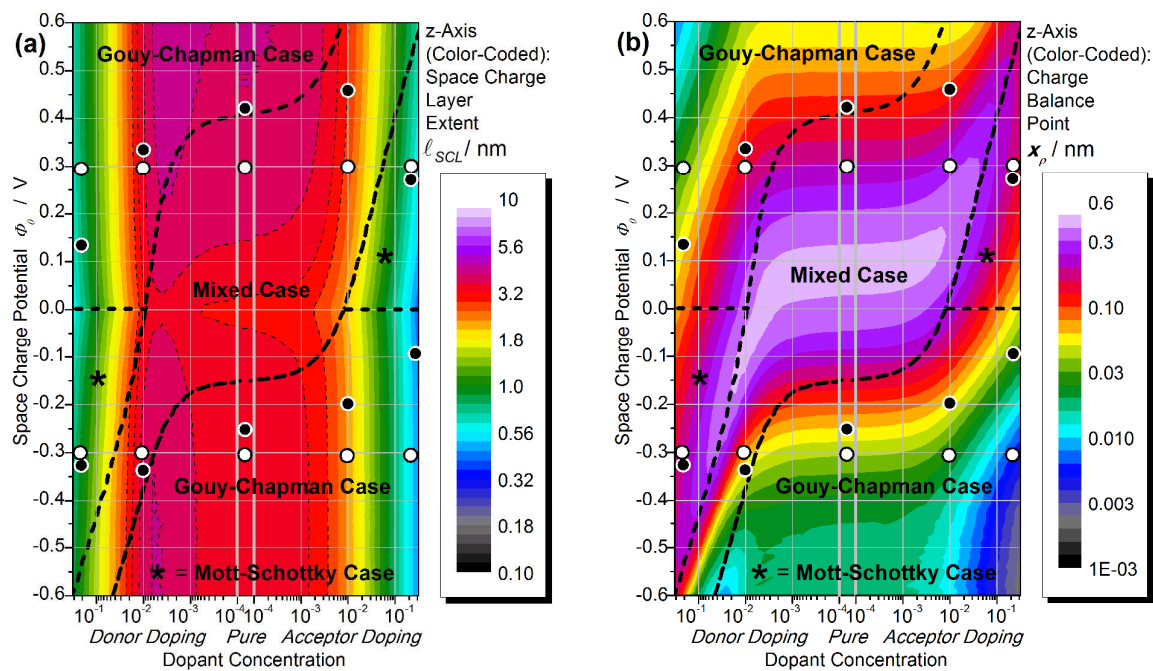 (a)
Gouy-Chapman Case
Mixed Case
Gouy-Chapman Case
* = Mott-Schottky Case
*
*
Space Charge Potential Φ₀ / V
0.6
0.5
0.4
0.3
0.2
0.1
0.0
-0.1
-0.2
-0.3
-0.4
-0.5
-0.6
10⁻¹ 10⁻² 10⁻³ 10⁻⁴ 10⁻⁴ 10⁻³ 10⁻² 10⁻¹
Donor Doping Pure Acceptor Doping
Dopant Concentration
z-Axis
(Color-Coded):
Space Charge
Layer
Extent
ℓSCL / nm
10
5.6
3.2
1.8
1.0
0.56
0.32
0.18
0.10
(b)
Gouy-Chapman Case
Mixed Case
Gouy-Chapman Case
* = Mott-Schottky Case
*
*
Space Charge Potential Φ₀ / V
0.6
0.5
0.4
0.3
0.2
0.1
0.0
-0.1
-0.2
-0.3
-0.4
-0.5
-0.6
10⁻¹ 10⁻² 10⁻³ 10⁻⁴ 10⁻⁴ 10⁻³ 10⁻² 10⁻¹
Donor Doping Pure Acceptor Doping
Dopant Concentration
z-Axis
(Color-Coded):
Charge
Balance
Point
xρ / nm
0.6
0.3
0.10
0.03
0.010
0.003
1E-03